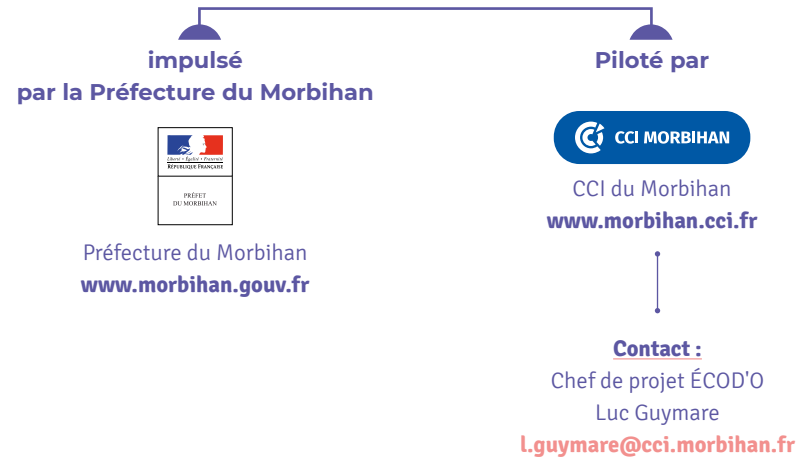 impulsé
par la Préfecture du Morbihan
Liberté • Égalité • Fraternité
RÉPUBLIQUE FRANÇAISE
PRÉFET
DU MORBIHAN
Préfecture du Morbihan
www.morbihan.gouv.fr
Piloté par
CCI MORBIHAN
CCI du Morbihan
www.morbihan.cci.fr
Contact :
Chef de projet ÉCOD'O
Luc Guymare
l.guymare@cci.morbihan.fr